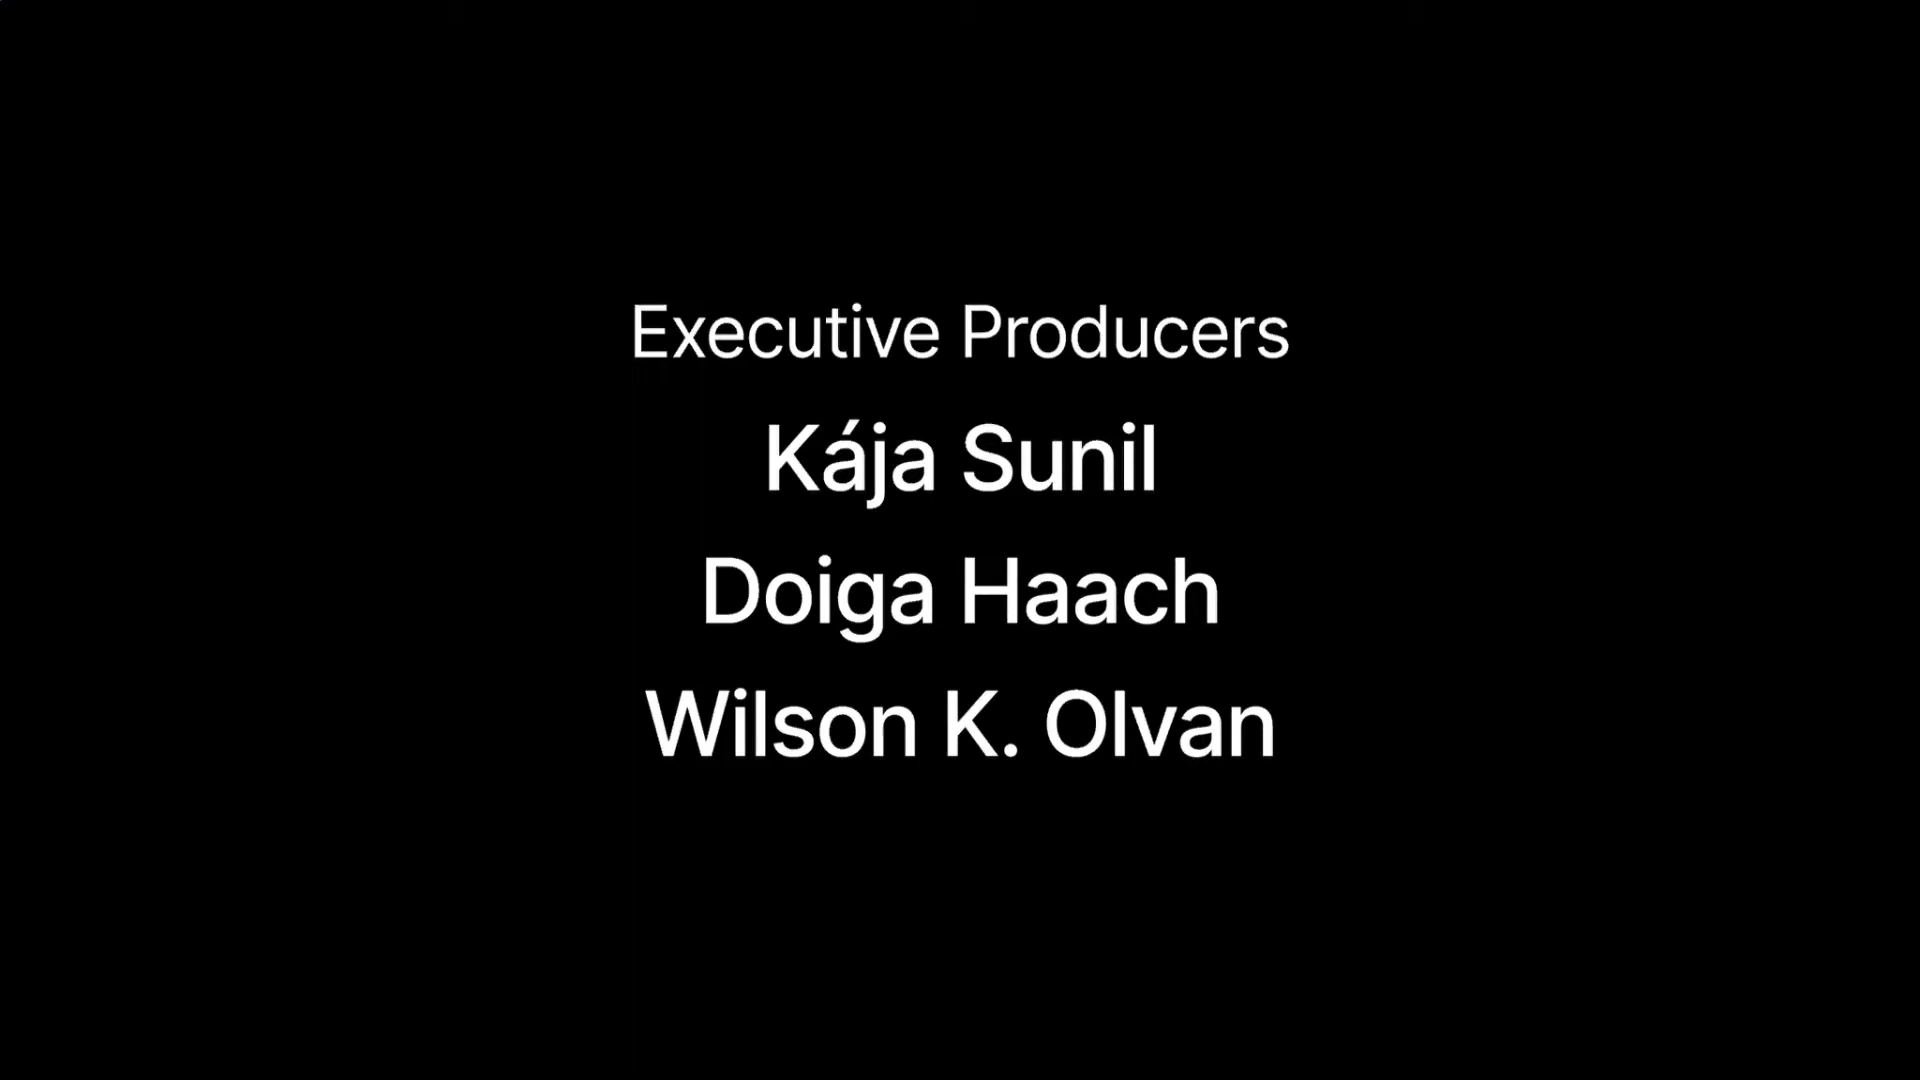 Executive Producers
Kája Sunil
Doiga Haach
Wilson K. Olvan